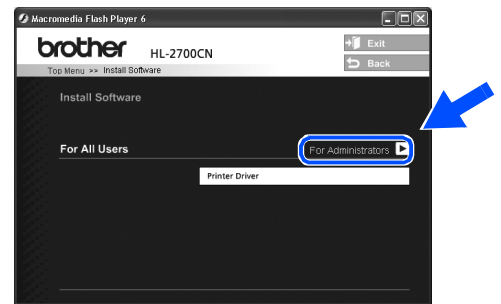 Macromedia Flash Player 6
brother HL-2700CN
Exit
Back
Top Menu >> Install Software
Install Software
For All Users
For Administrators
Printer Driver